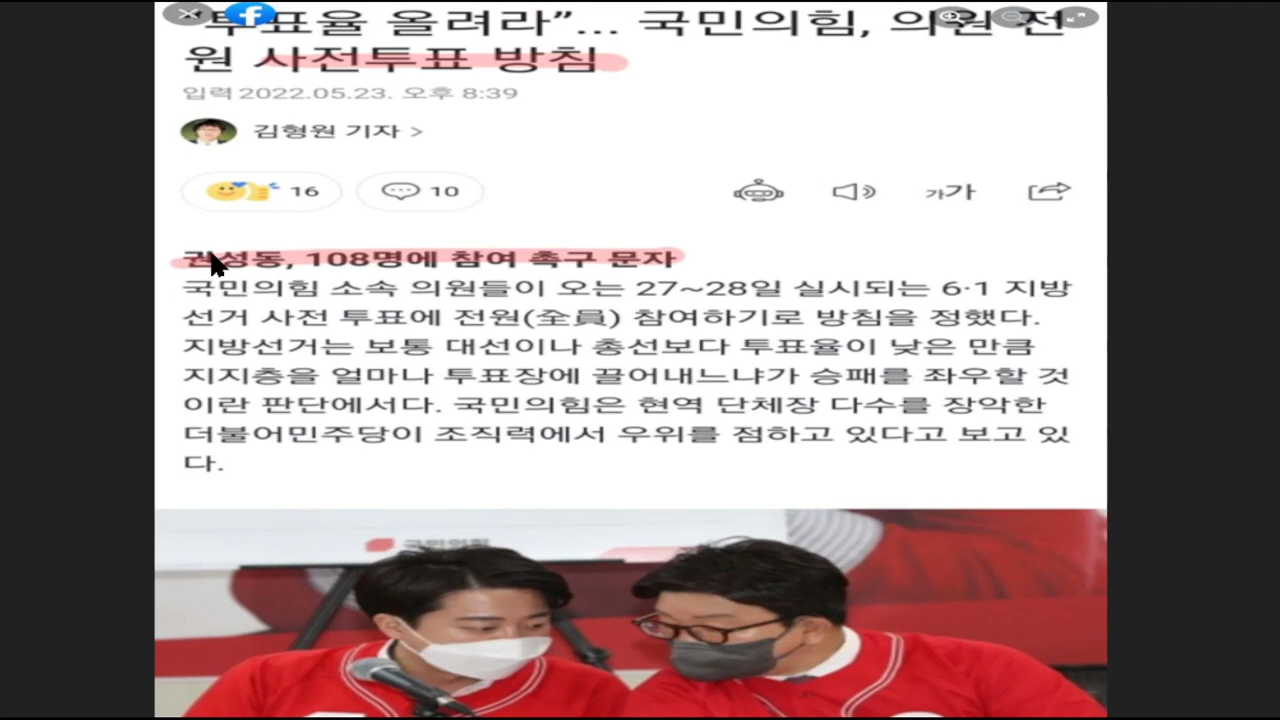 "투표율 올려라"... 국민의힘, 의원 전
원 사전투표 방침
입력 2022.05.23. 오후 8:39
김형원 기자 >
16
10
가가
권성동, 108명에 참여 촉구 문자
국민의힘 소속 의원들이 오는 27~28일 실시되는 6·1 지방
선거 사전 투표에 전원(全員) 참여하기로 방침을 정했다.
지방선거는 보통 대선이나 총선보다 투표율이 낮은 만큼
지지층을 얼마나 투표장에 끌어내느냐가 승패를 좌우할 것
이란 판단에서다. 국민의힘은 현역 단체장 다수를 장악한
더불어민주당이 조직력에서 우위를 점하고 있다고 보고 있
다.
국민의힘